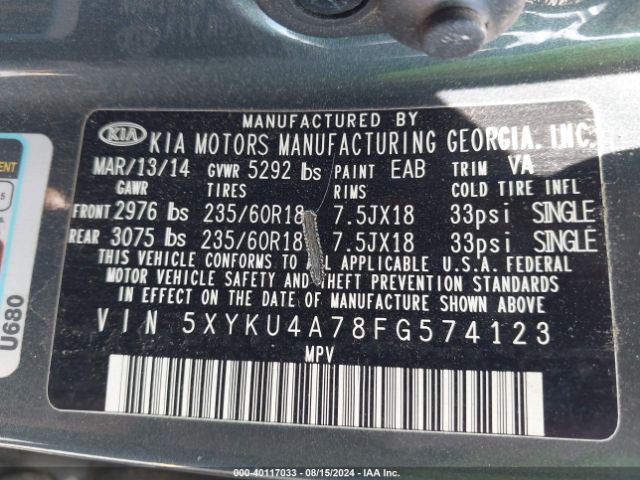 MANUFACTURED BY
KIA KIA MOTORS MANUFACTURING GEORGIA. INC.
MAR/13/14 GVWR 5292 lbs PAINT EAB TRIM VA
GAWR TIRES RIMS COLD TIRE INFL
FRONT 2976 lbs 235/60R18 7.5JX18 33psi SINGLE
REAR 3075 lbs 235/60R18 7.5JX18 33psi SINGLE
THIS VEHICLE CONFORMS TO ALL APPLICABLE U.S.A. FEDERAL
MOTOR VEHICLE SAFETY AND THEFT PREVENTION STANDARDS
IN EFFECT ON THE DATE OF MANUFACTURE SHOWN ABOVE.
VIN 5XYKU4A78FG574123
MPV
5
U680
000-40117033 - 08/15/2024 - IAA Inc.